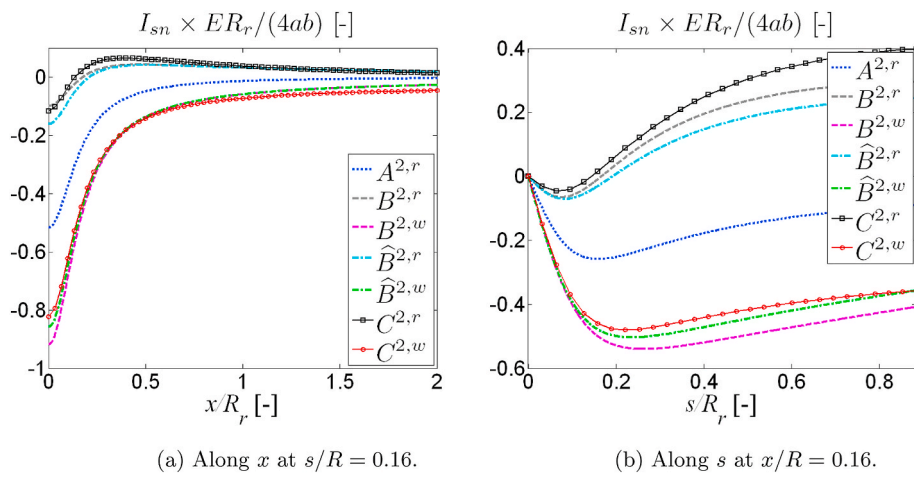 I_{sn} × ER_r/(4ab) [-]
0
-0.2
-0.4
-0.6
-0.8
-1
0 0.5 1 1.5 2
x/R_r [-]
A^{2,r}
B^{2,r}
B^{2,w}
\widehat{B}^{2,r}
\widehat{B}^{2,w}
C^{2,r}
C^{2,w}
(a) Along x at s/R = 0.16.
I_{sn} × ER_r/(4ab) [-]
0.4
0.2
0
-0.2
-0.4
-0.6
0 0.2 0.4 0.6 0.8
s/R_r [-]
A^{2,r}
B^{2,r}
B^{2,w}
\widehat{B}^{2,r}
\widehat{B}^{2,w}
C^{2,r}
C^{2,w}
(b) Along s at x/R = 0.16.